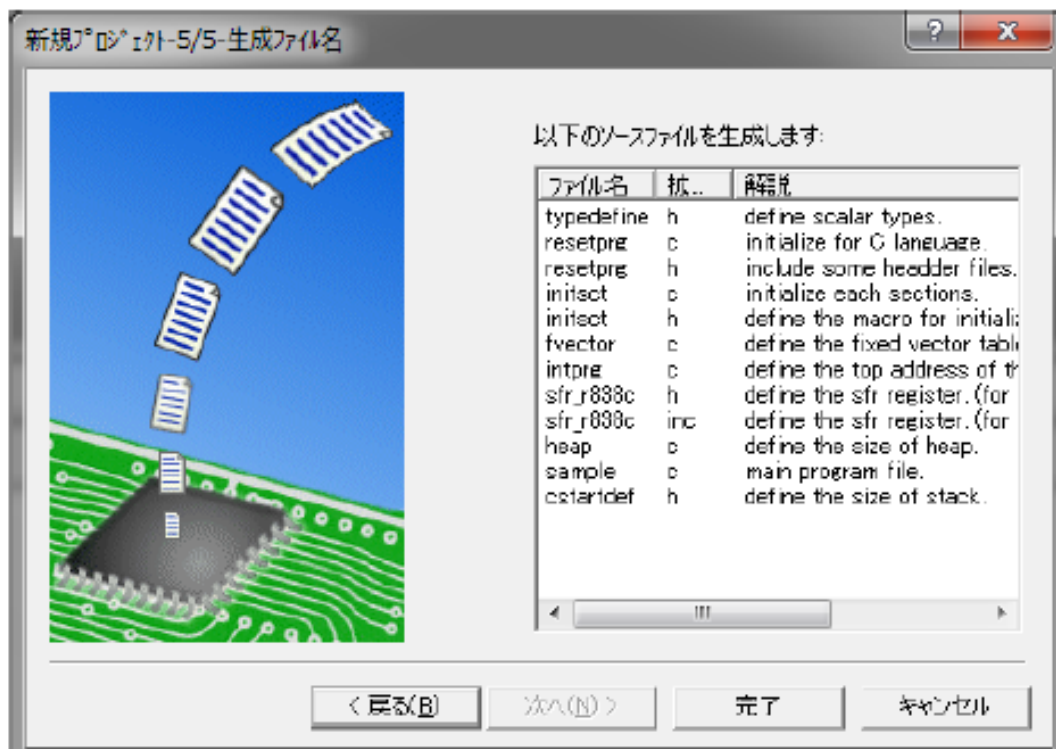 新規プロジェクト-5/5-生成ファイル名
以下のソースファイルを生成します:
ファイル名 拡... 解説
typedefine h define scalar types.
resetprg c initialize for C language.
resetprg h include some headder files.
initsct c initialize each sections.
initsct h define the macro for initiali
fvector c define the fixed vector tabl
intprg c define the top address of th
sfr_r838c h define the sfr register. (for
sfr_r838c inc define the sfr register. (for
heap c define the size of heap.
sample c main program file.
cstartdef h define the size of stack.
< 戻る(B) 次へ(N) > 完了 キャンセル